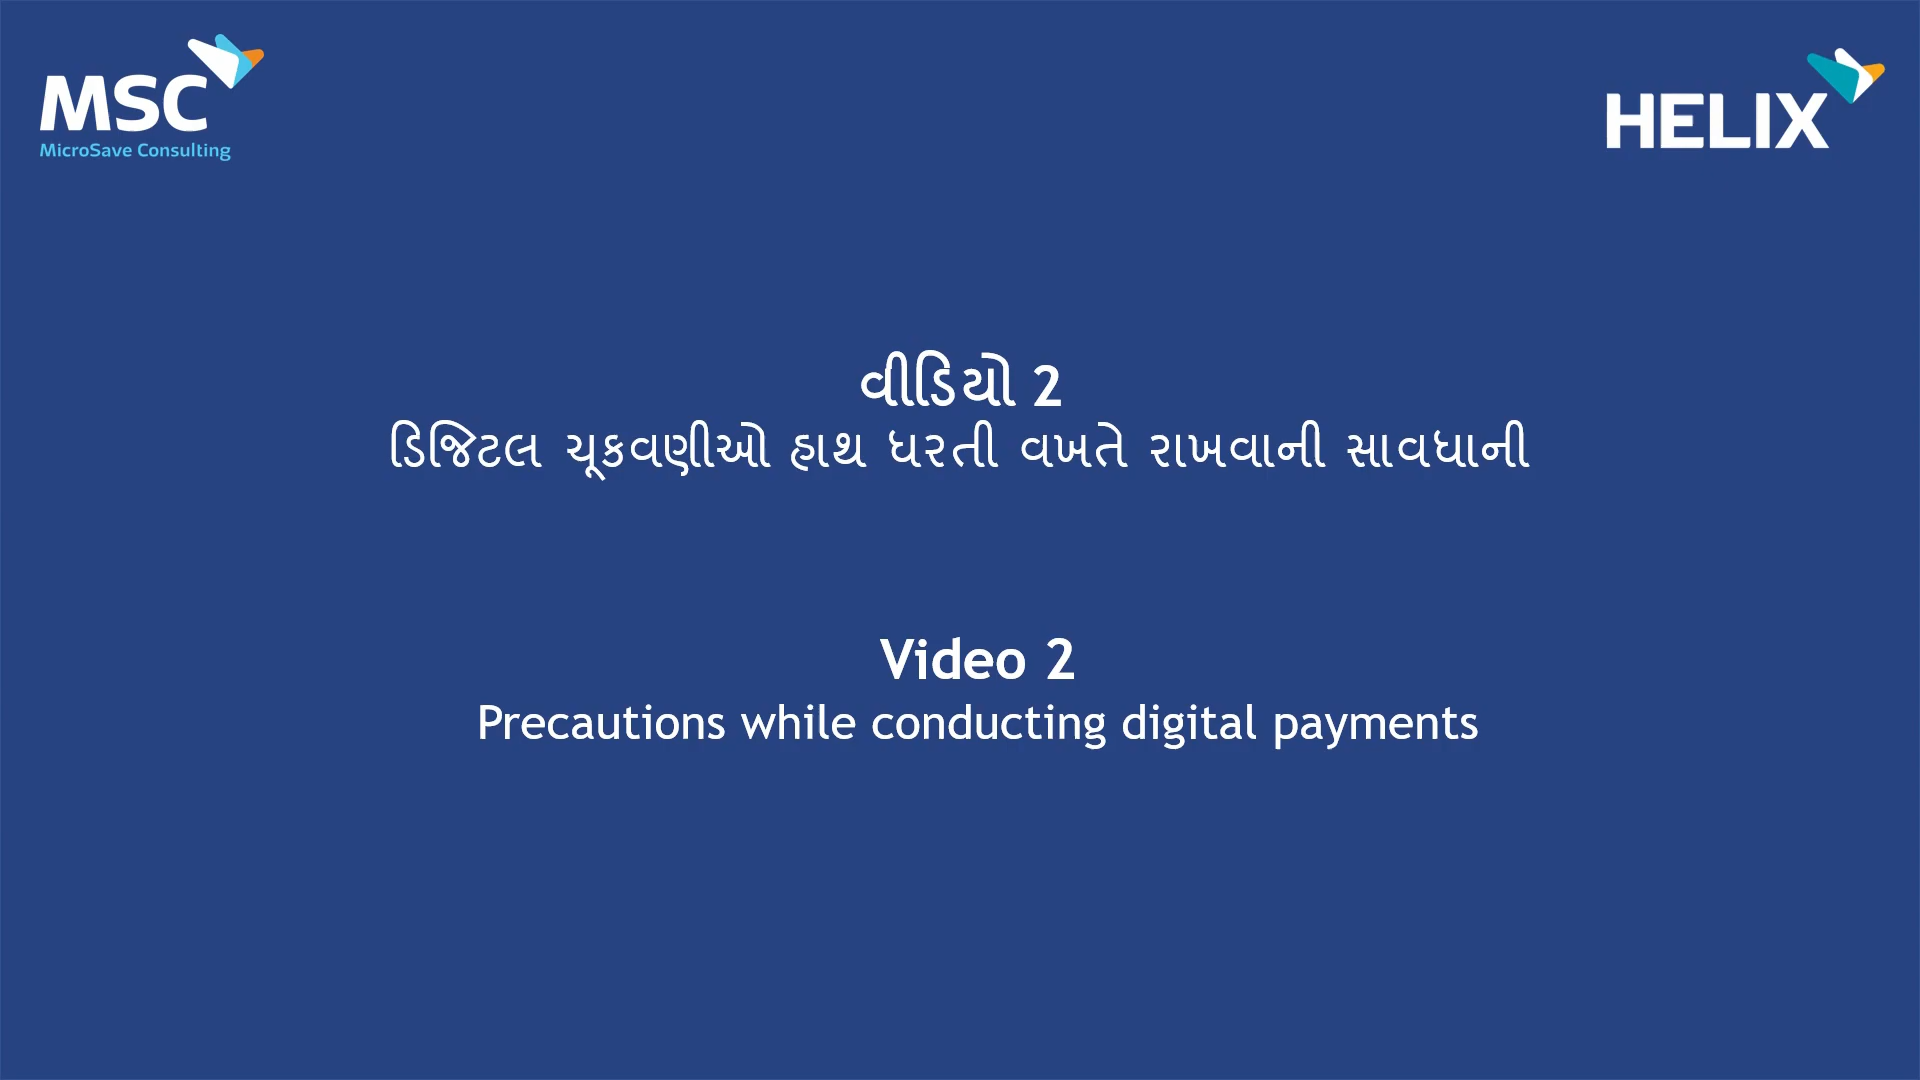 MSC
MicroSave Consulting
HELIX
વીડિયો 2
ડિજિટલ ચૂકવણીઓ હાથ ધરતી વખતે રાખવાની સાવધાની
Video 2
Precautions while conducting digital payments